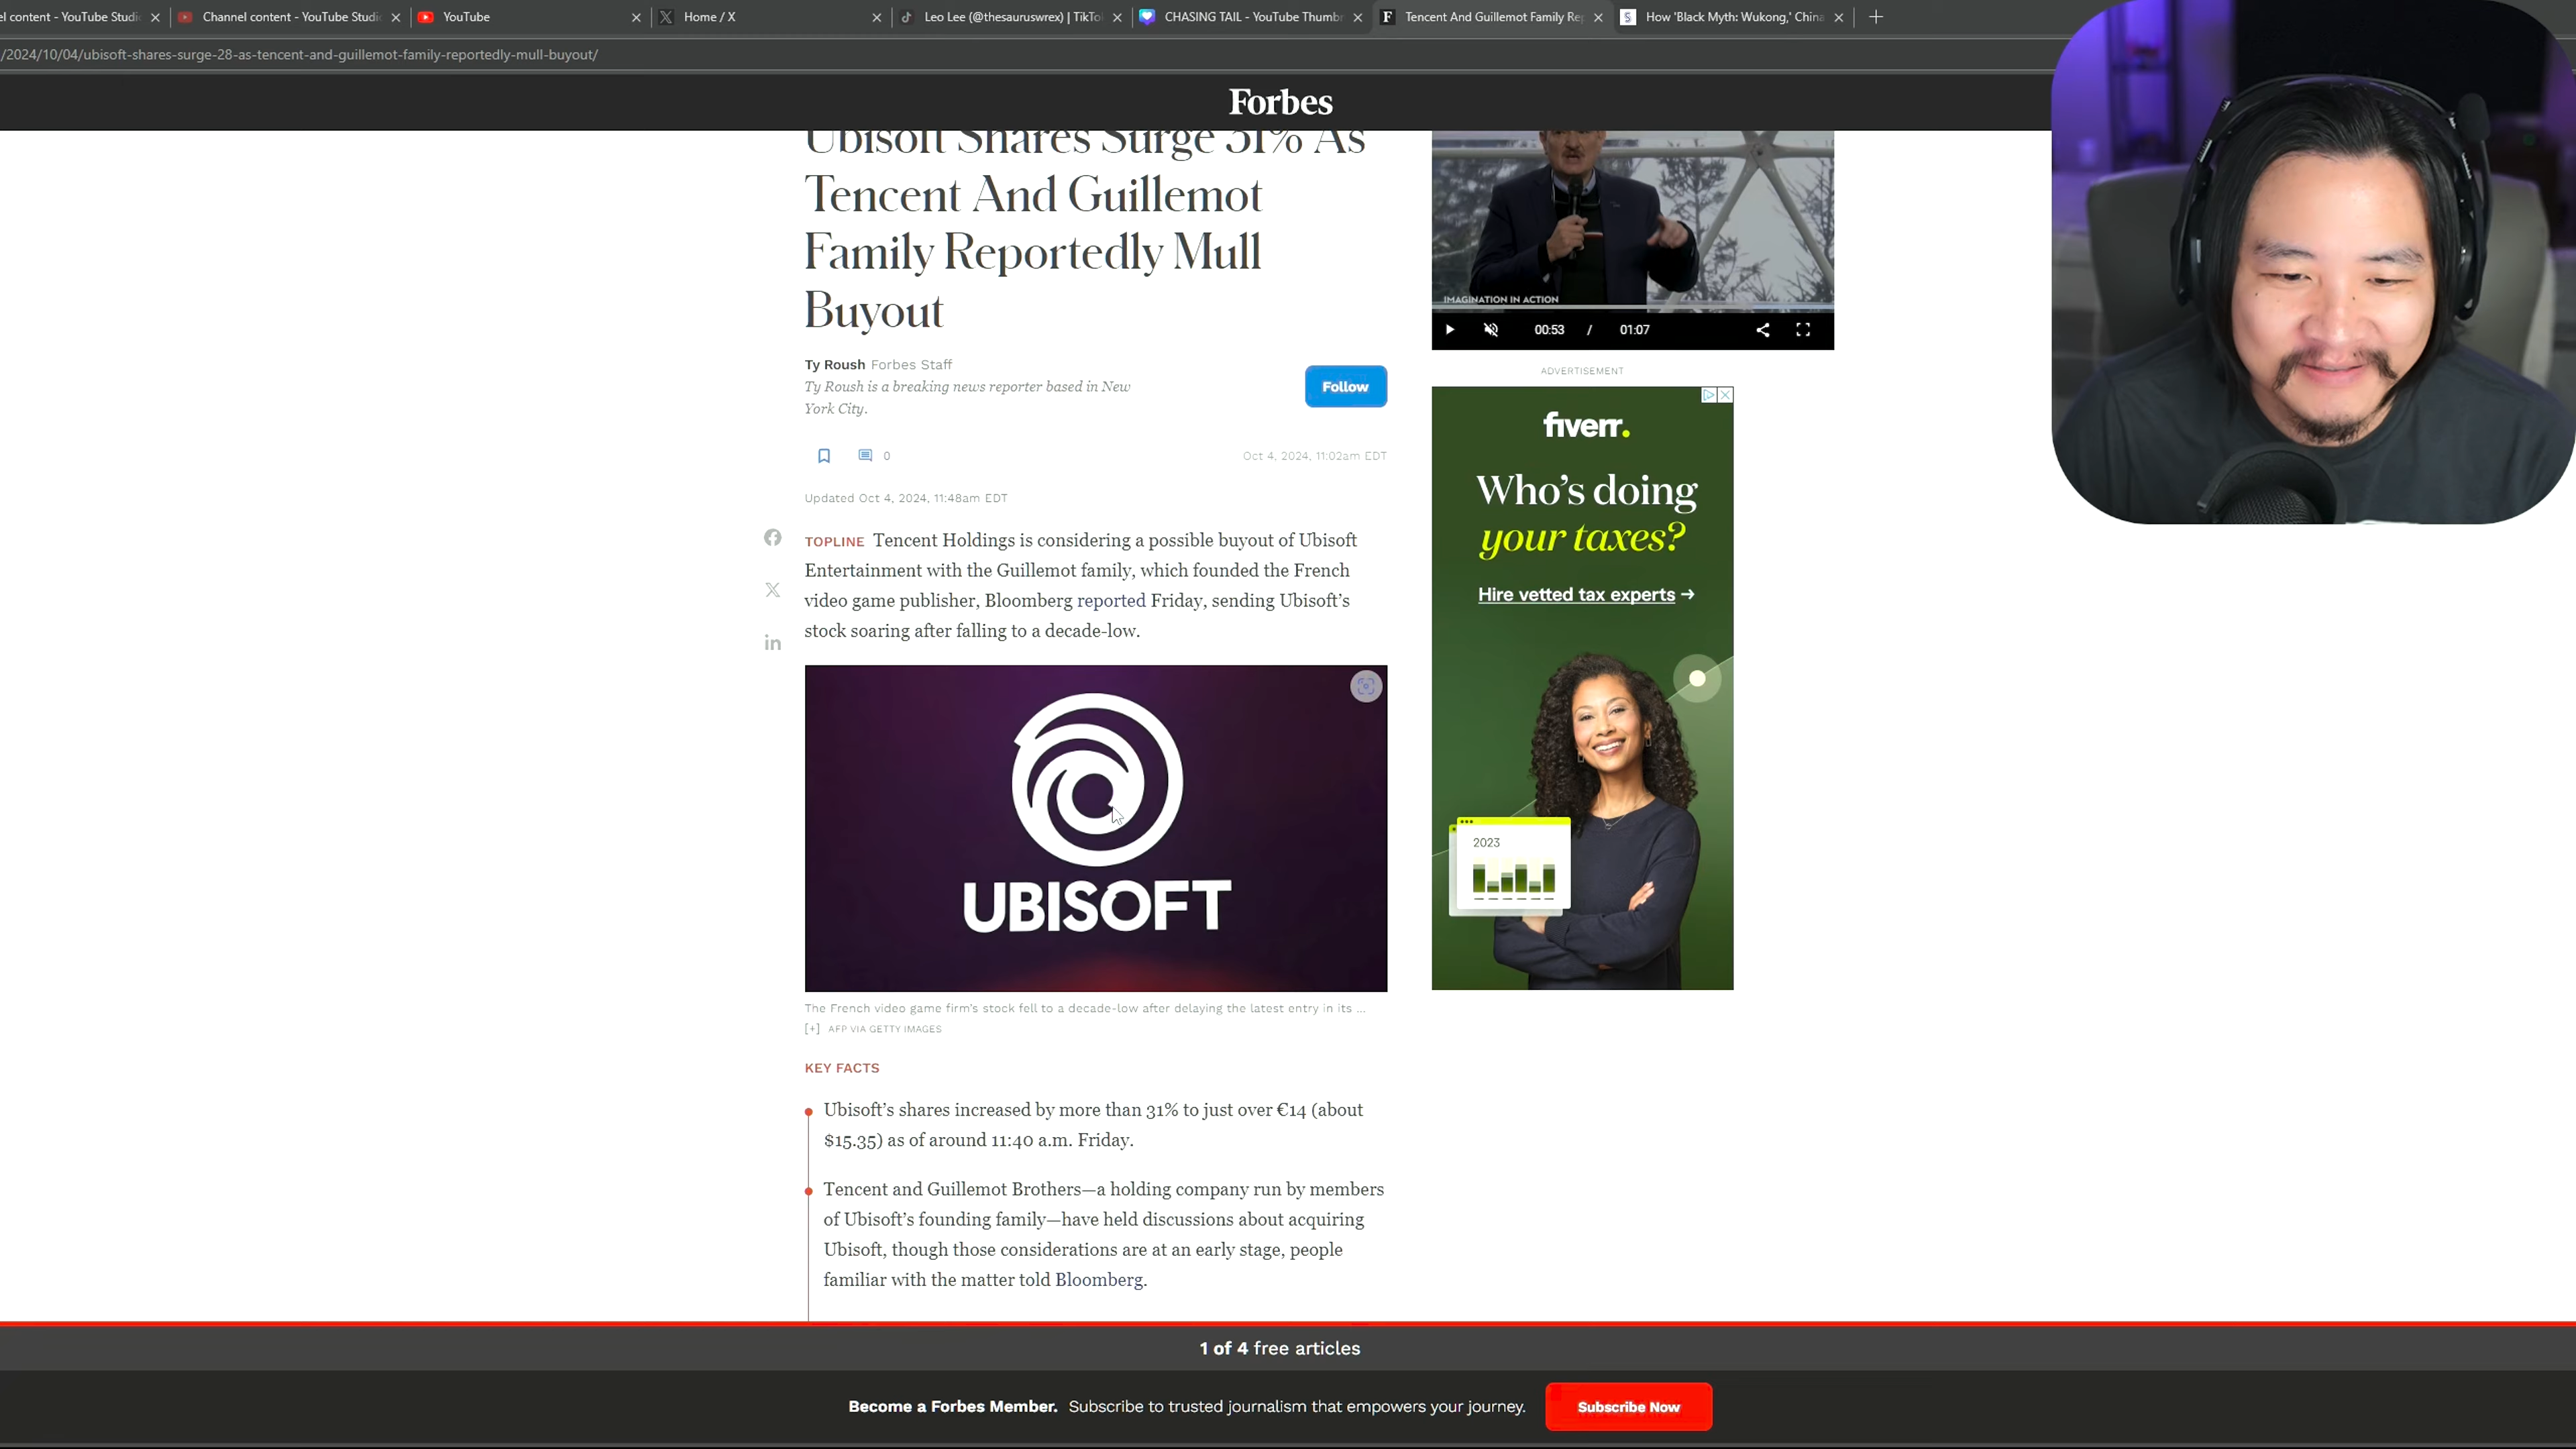 el content - YouTube Studi
Channel content - YouTube Studi
YouTube
Home / X
Leo Lee (@thesauruswrex) | TikTo
CHASING TAIL - YouTube Thumb
Tencent And Guillemot Family Re
How 'Black Myth: Wukong,' China
/2024/10/04/ubisoft-shares-surge-28-as-tencent-and-guillemot-family-reportedly-mull-buyout/
Forbes
Ubisoft Shares Surge 31% As
Tencent And Guillemot
Family Reportedly Mull
Buyout
Ty Roush Forbes Staff
Ty Roush is a breaking news reporter based in New
York City.
Follow
0
Oct 4, 2024, 11:02am EDT
Updated Oct 4, 2024, 11:48am EDT
TOPLINE Tencent Holdings is considering a possible buyout of Ubisoft
Entertainment with the Guillemot family, which founded the French
video game publisher, Bloomberg reported Friday, sending Ubisoft's
stock soaring after falling to a decade-low.
UBISOFT
The French video game firm's stock fell to a decade-low after delaying the latest entry in its ...
[+] AFP VIA GETTY IMAGES
KEY FACTS
Ubisoft's shares increased by more than 31% to just over €14 (about
$15.35) as of around 11:40 a.m. Friday.
Tencent and Guillemot Brothers—a holding company run by members
of Ubisoft's founding family—have held discussions about acquiring
Ubisoft, though those considerations are at an early stage, people
familiar with the matter told Bloomberg.
IMAGINATION IN ACTION
00:53 / 01:07
ADVERTISEMENT
fiverr.
Who's doing
your taxes?
Hire vetted tax experts →
2023
1 of 4 free articles
Become a Forbes Member. Subscribe to trusted journalism that empowers your journey.
Subscribe Now